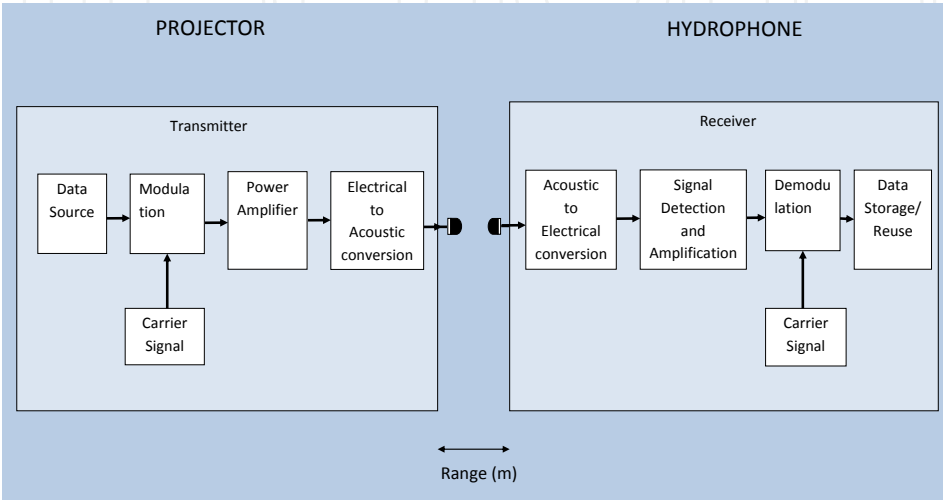 PROJECTOR
HYDROPHONE
Transmitter
Data
Source
Modula
tion
Power
Amplifier
Electrical
to
Acoustic
conversion
Carrier
Signal
Receiver
Acoustic
to
Electrical
conversion
Signal
Detection
and
Amplification
Demodu
lation
Data
Storage/
Reuse
Carrier
Signal
Range (m)